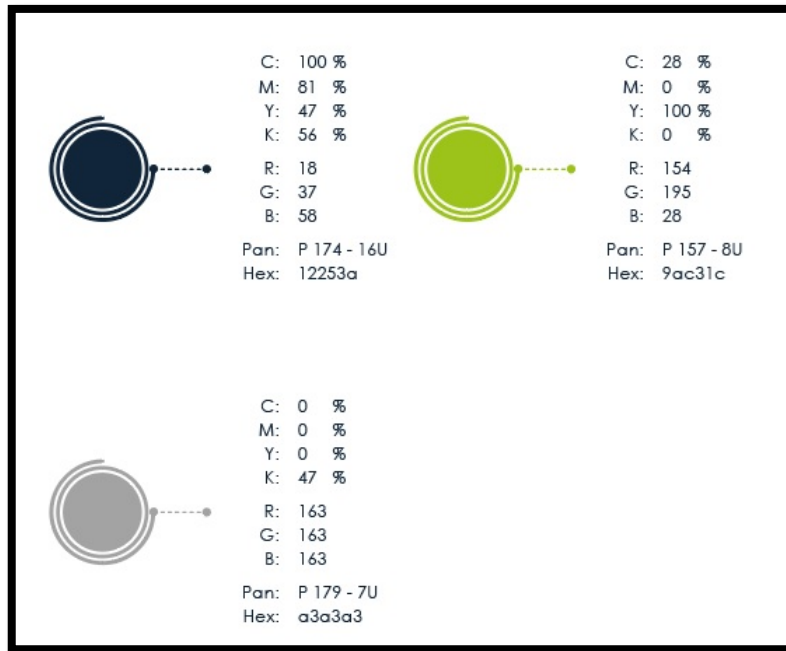 C: 100 %
M: 81 %
Y: 47 %
K: 56 %
R: 18
G: 37
B: 58
Pan: P 174 - 16U
Hex: 12253a
C: 28 %
M: 0 %
Y: 100 %
K: 0 %
R: 154
G: 195
B: 28
Pan: P 157 - 8U
Hex: 9ac31c
C: 0 %
M: 0 %
Y: 0 %
K: 47 %
R: 163
G: 163
B: 163
Pan: P 179 - 7U
Hex: a3a3a3